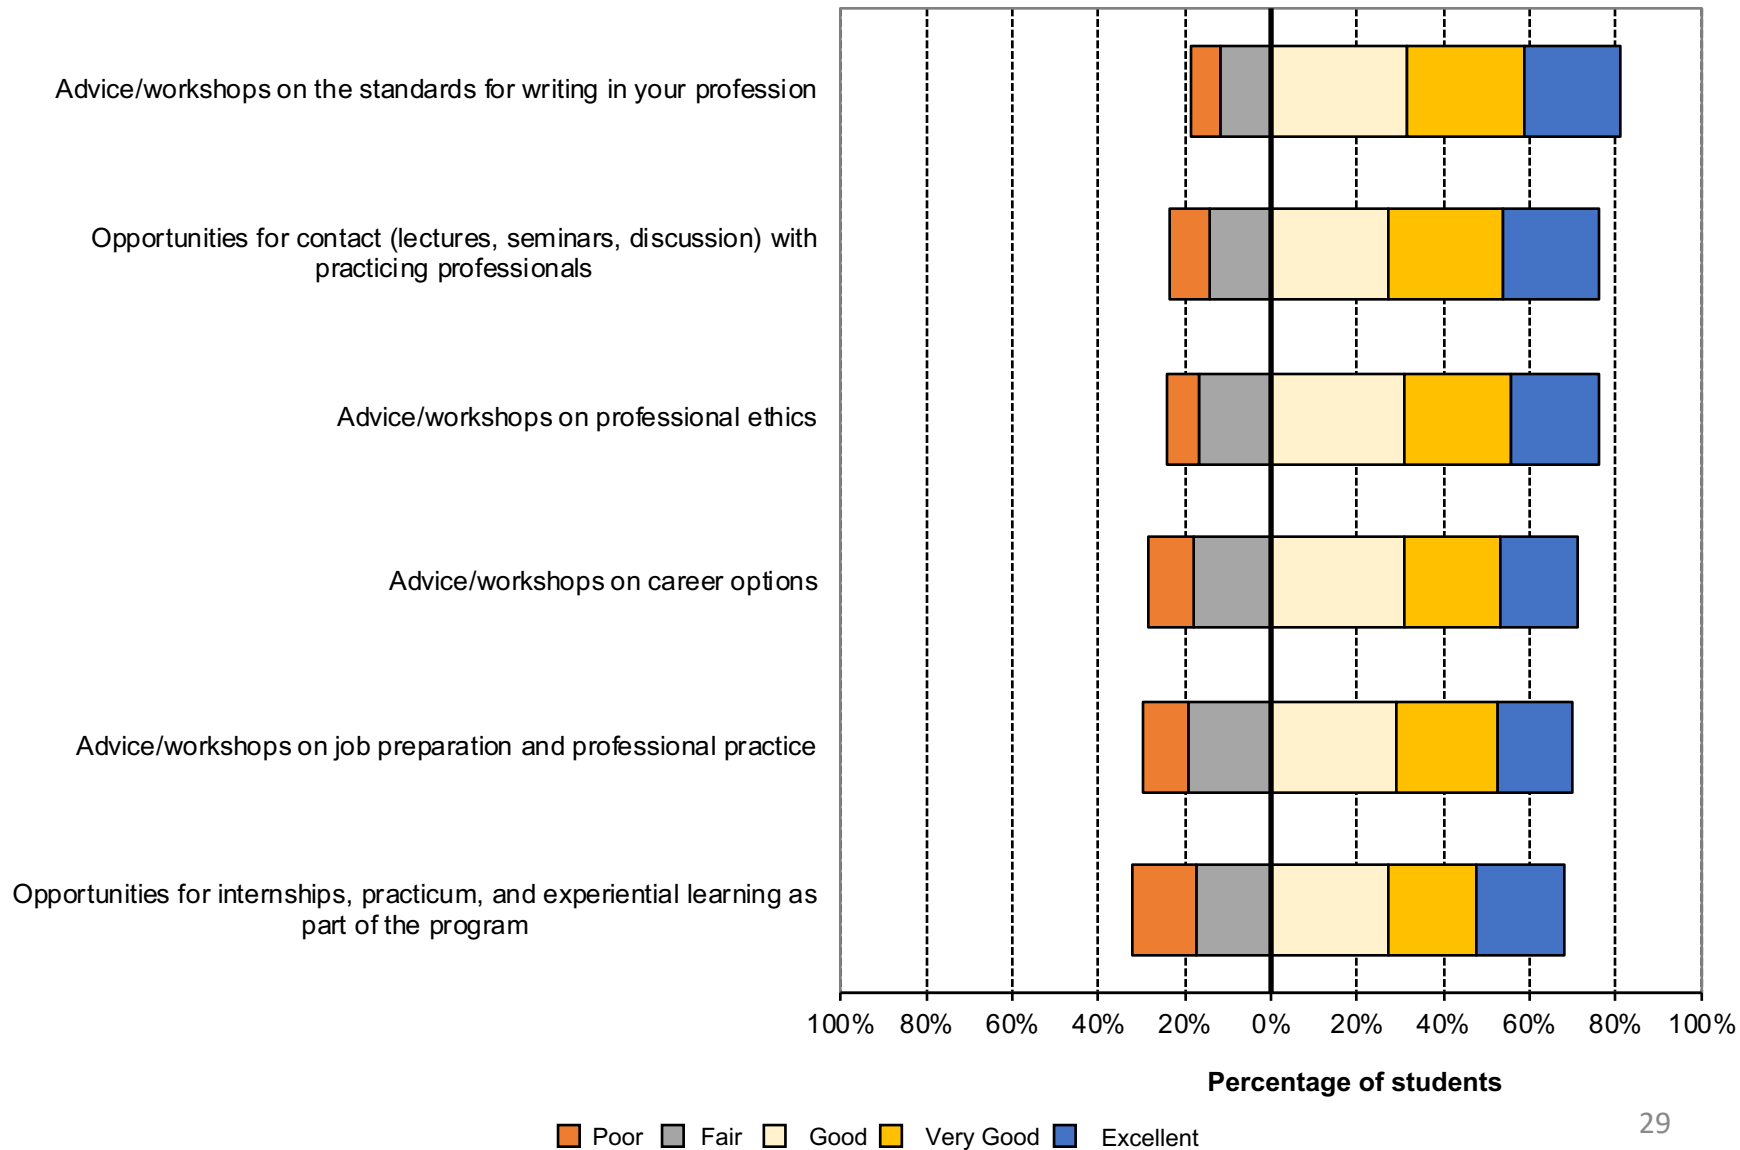 Advice/workshops on the standards for writing in your profession
Opportunities for contact (lectures, seminars, discussion) with
practicing professionals
Advice/workshops on professional ethics
Advice/workshops on career options
Advice/workshops on job preparation and professional practice
Opportunities for internships, practicum, and experiential learning as
part of the program
100% 80% 60% 40% 20% 0% 20% 40% 60% 80% 100%
Percentage of students
Poor Fair Good Very Good Excellent
29